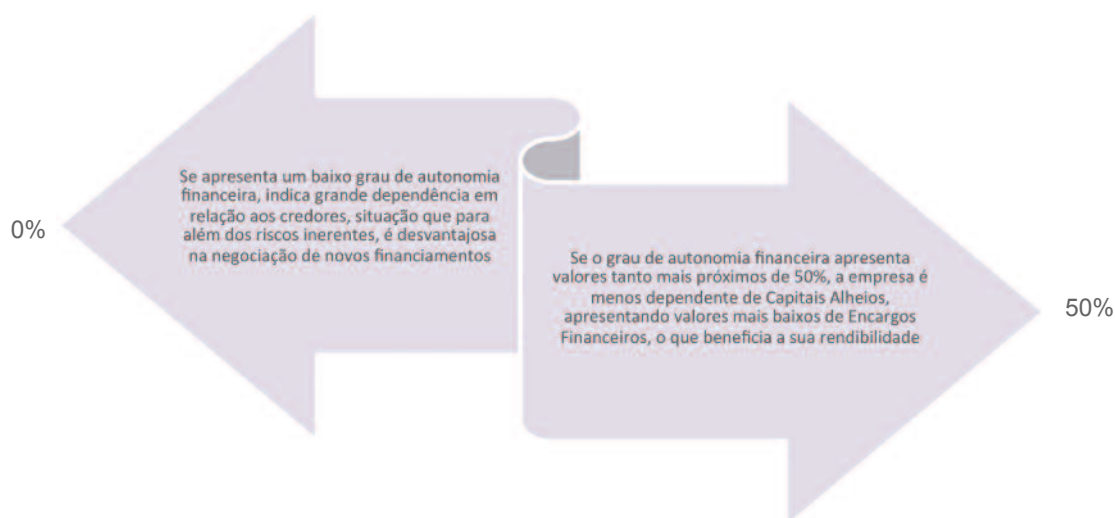 0%
Se apresenta um baixo grau de autonomia
financeira, indica grande dependência em
relação aos credores, situação que para
além dos riscos inerentes, é desvantajosa
na negociação de novos financiamentos
Se o grau de autonomia financeira apresenta
valores tanto mais próximos de 50%, a empresa é
menos dependente de Capitais Alheios,
apresentando valores mais baixos de Encargos
Financeiros, o que beneficia a sua rendibilidade
50%